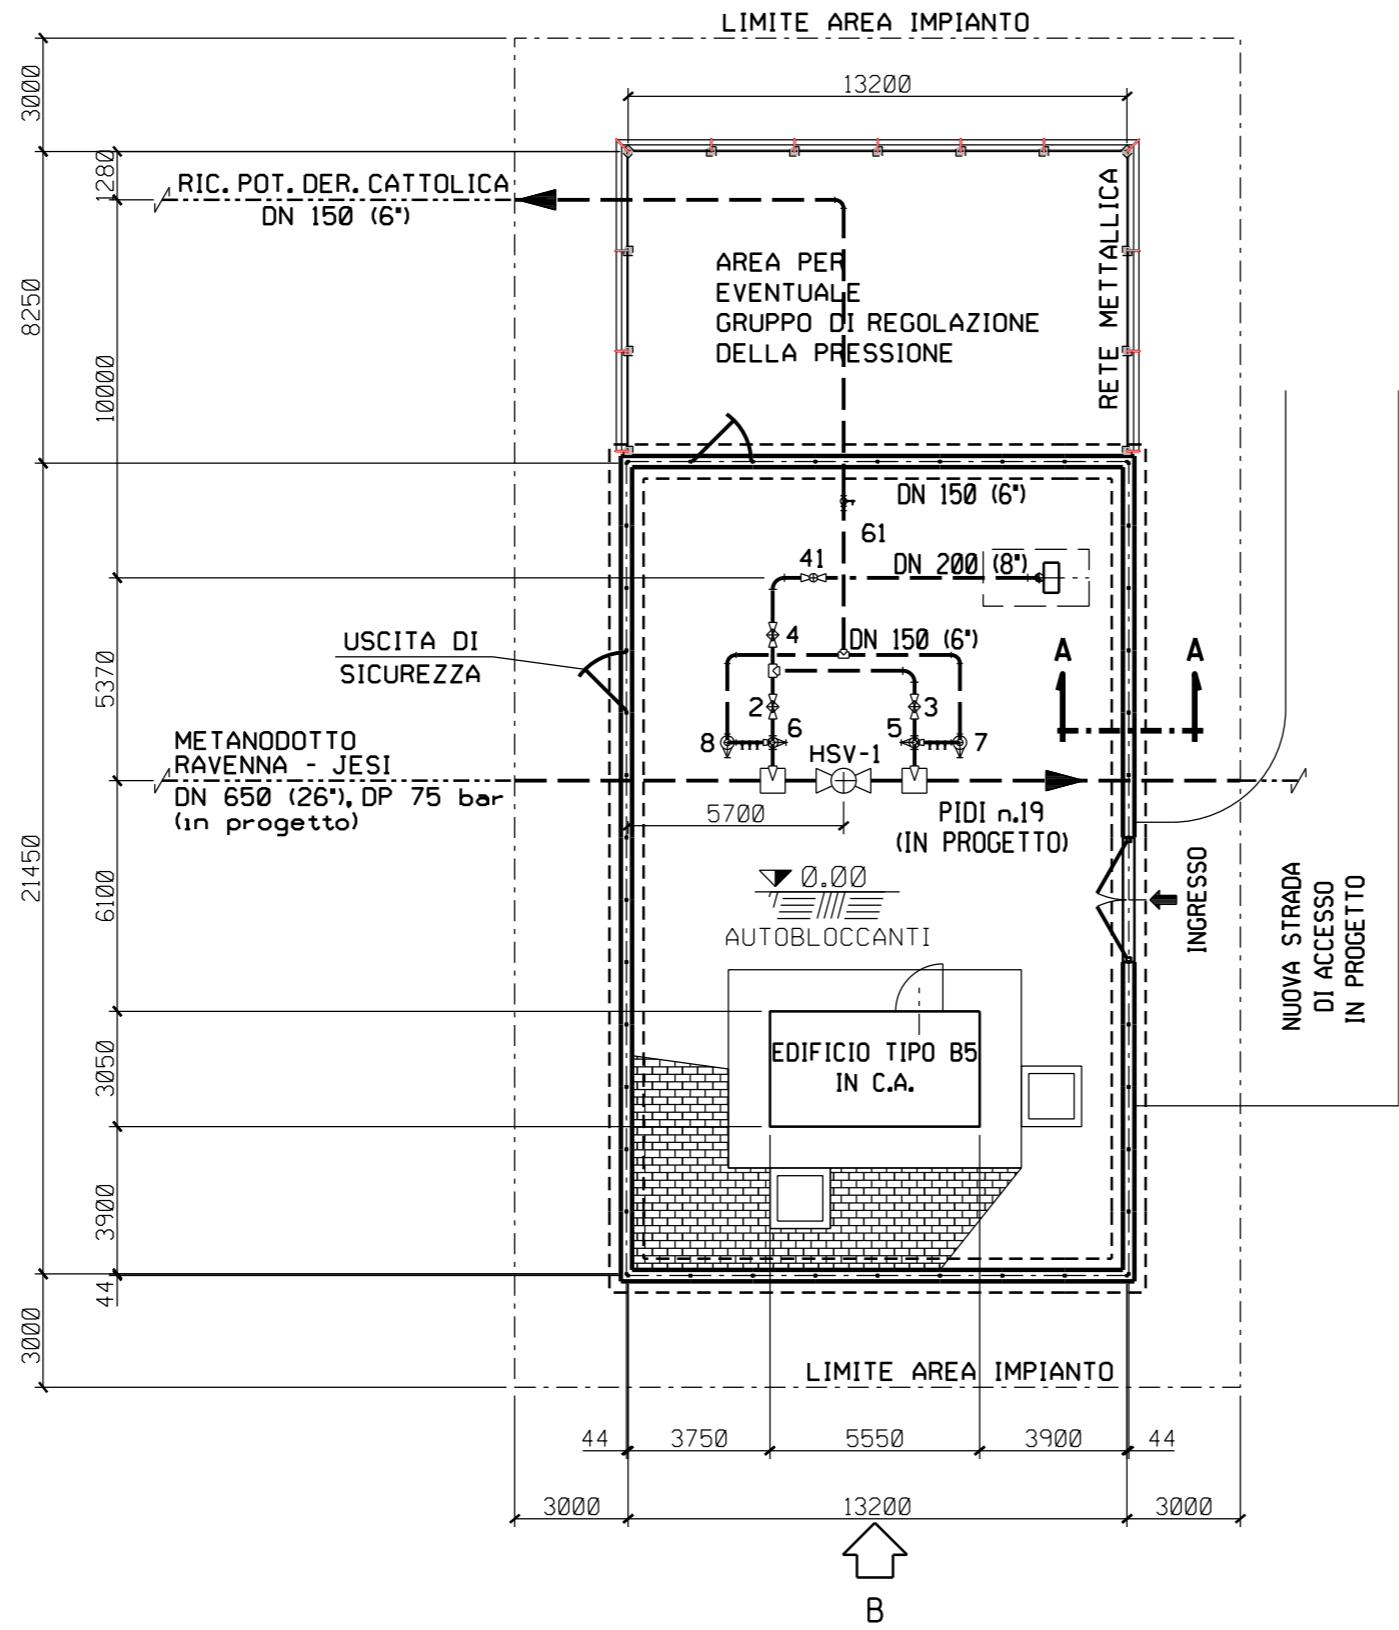 LIMITE AREA IMPIANTO
13200
3000
1280
RIC. POT. DER. CATTOLICA
DN 150 (6")
8250
10000
AREA PER
EVENTUALE
GRUPPO DI REGOLAZIONE
DELLA PRESSIONE
RETE METTALLICA
DN 150 (6")
61
41
DN 200 (8")
4
DN 150 (6")
USCITA DI
SICUREZZA
5370
A A
2
3
8
6
5
7
HSV-1
METANODOTTO
RAVENNA - JESI
DN 650 (26"), DP 75 bar
(in progetto)
5700
PIDI n.19
(IN PROGETTO)
21450
6100
0.00
AUTOBLOCCANTI
INGRESSO
NUOVA STRADA
DI ACCESSO
IN PROGETTO
3050
EDIFICIO TIPO B5
IN C.A.
3900
44
3000
LIMITE AREA IMPIANTO
44 3750 5550 3900 44
3000 13200 3000
B